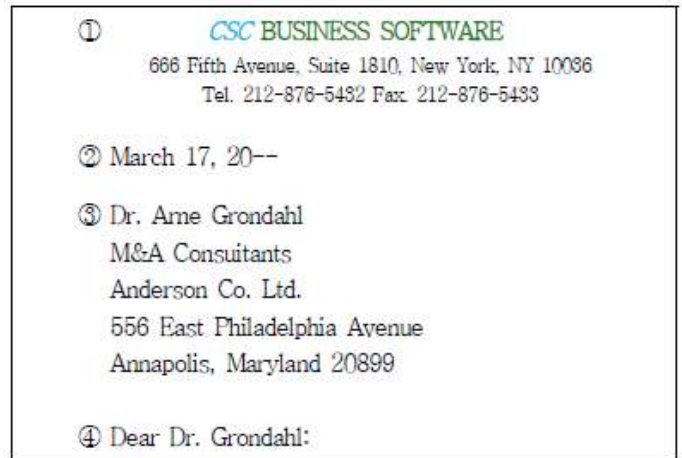 ① CSC BUSINESS SOFTWARE
666 Fifth Avenue, Suite 1810, New York, NY 10036
Tel. 212-876-5432 Fax. 212-876-5433
② March 17, 20--
③ Dr. Arne Grondahl
M&A Consuitants
Anderson Co. Ltd.
556 East Philadelphia Avenue
Annapolis, Maryland 20899
④ Dear Dr. Grondahl: